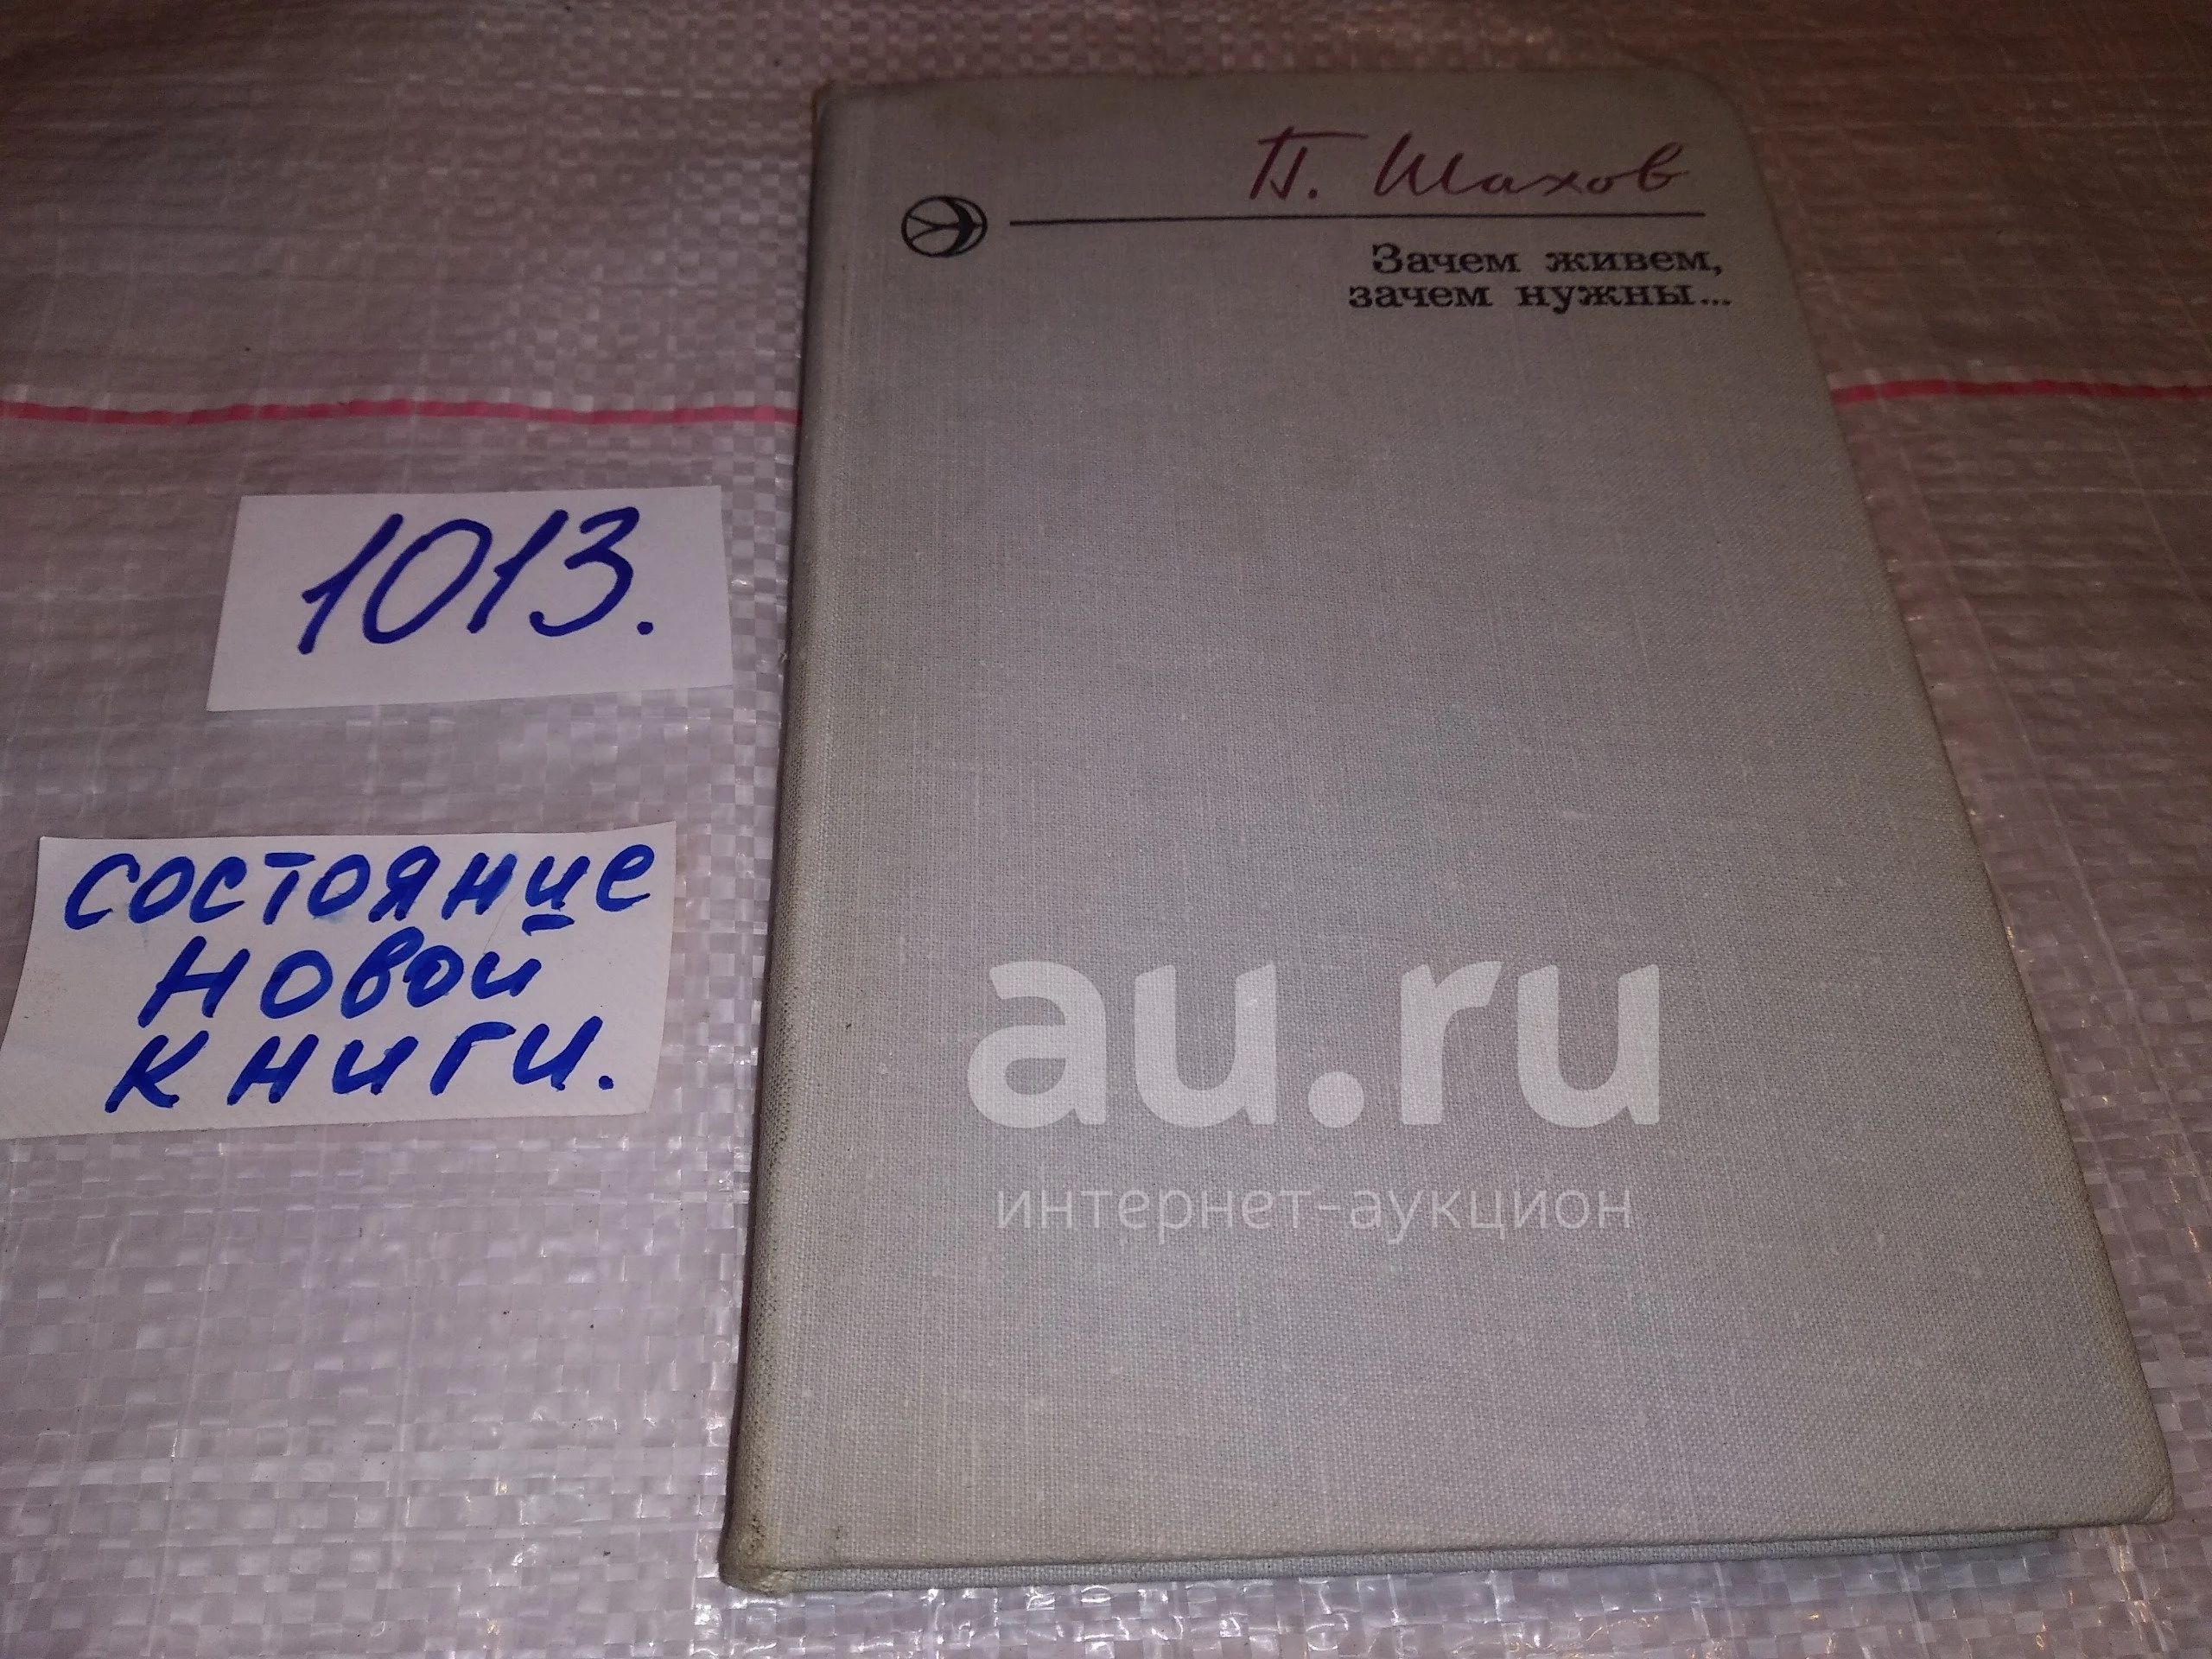 П. Шахов
Зачем живем,
зачем нужны...
1013.
состояние
новой
книги.
au.ru
интернет-аукцион